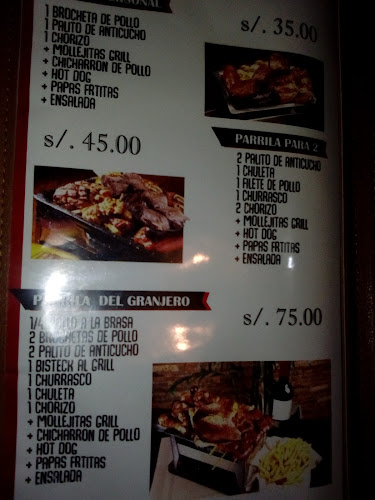 1 BROCHETA DE POLLO
1 PALITO DE ANTICUCHO
1 CHORIZO
+ MOLLEJITAS GRILL
+ CHICHARRON DE POLLO
+ HOT DOG
+ PAPAS FRTITAS
+ ENSALADA
s/. 35.00
s/. 45.00
PARRILA PARA 2
2 PALITO DE ANTICUCHO
1 CHULETA
1 FILETE DE POLLO
1 CHURRASCO
2 CHORIZO
+ MOLLEJITAS GRILL
+ HOT DOG
+ PAPAS FRTITAS
+ ENSALADA
DEL GRANJERO
s/. 75.00
A LA BRASA
2 BROCHETAS DE POLLO
2 PALITO DE ANTICUCHO
1 BISTECK AL GRILL
1 CHURRASCO
1 CHULETA
1 CHORIZO
+ MOLLEJITAS GRILL
+ CHICHARRON DE POLLO
+ HOT DOG
+ PAPAS FRTITAS
+ ENSALADA